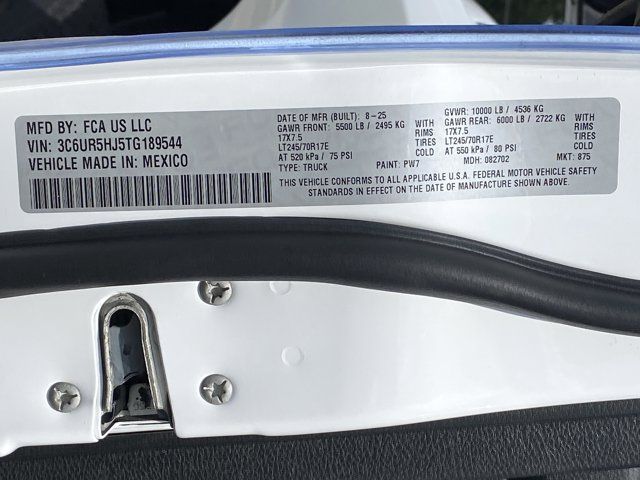 MFD BY: FCA US LLC
VIN: 3C6UR5HJ5TG189544
VEHICLE MADE IN: MEXICO
DATE OF MFR (BUILT): 8-25
GAWR FRONT: 5500 LB / 2495 KG WITH
17X7.5 RIMS
LT245/70R17E TIRES
AT 520 kPa / 75 PSI COLD
TYPE: TRUCK PAINT: PW7
GVWR: 10000 LB / 4536 KG
GAWR REAR: 6000 LB / 2722 KG WITH
17X7.5 RIMS
LT245/70R17E TIRES
AT 550 kPa / 80 PSI COLD
MDH: 082702 MKT: 875
THIS VEHICLE CONFORMS TO ALL APPLICABLE U.S.A. FEDERAL MOTOR VEHICLE SAFETY
STANDARDS IN EFFECT ON THE DATE OF MANUFACTURE SHOWN ABOVE.